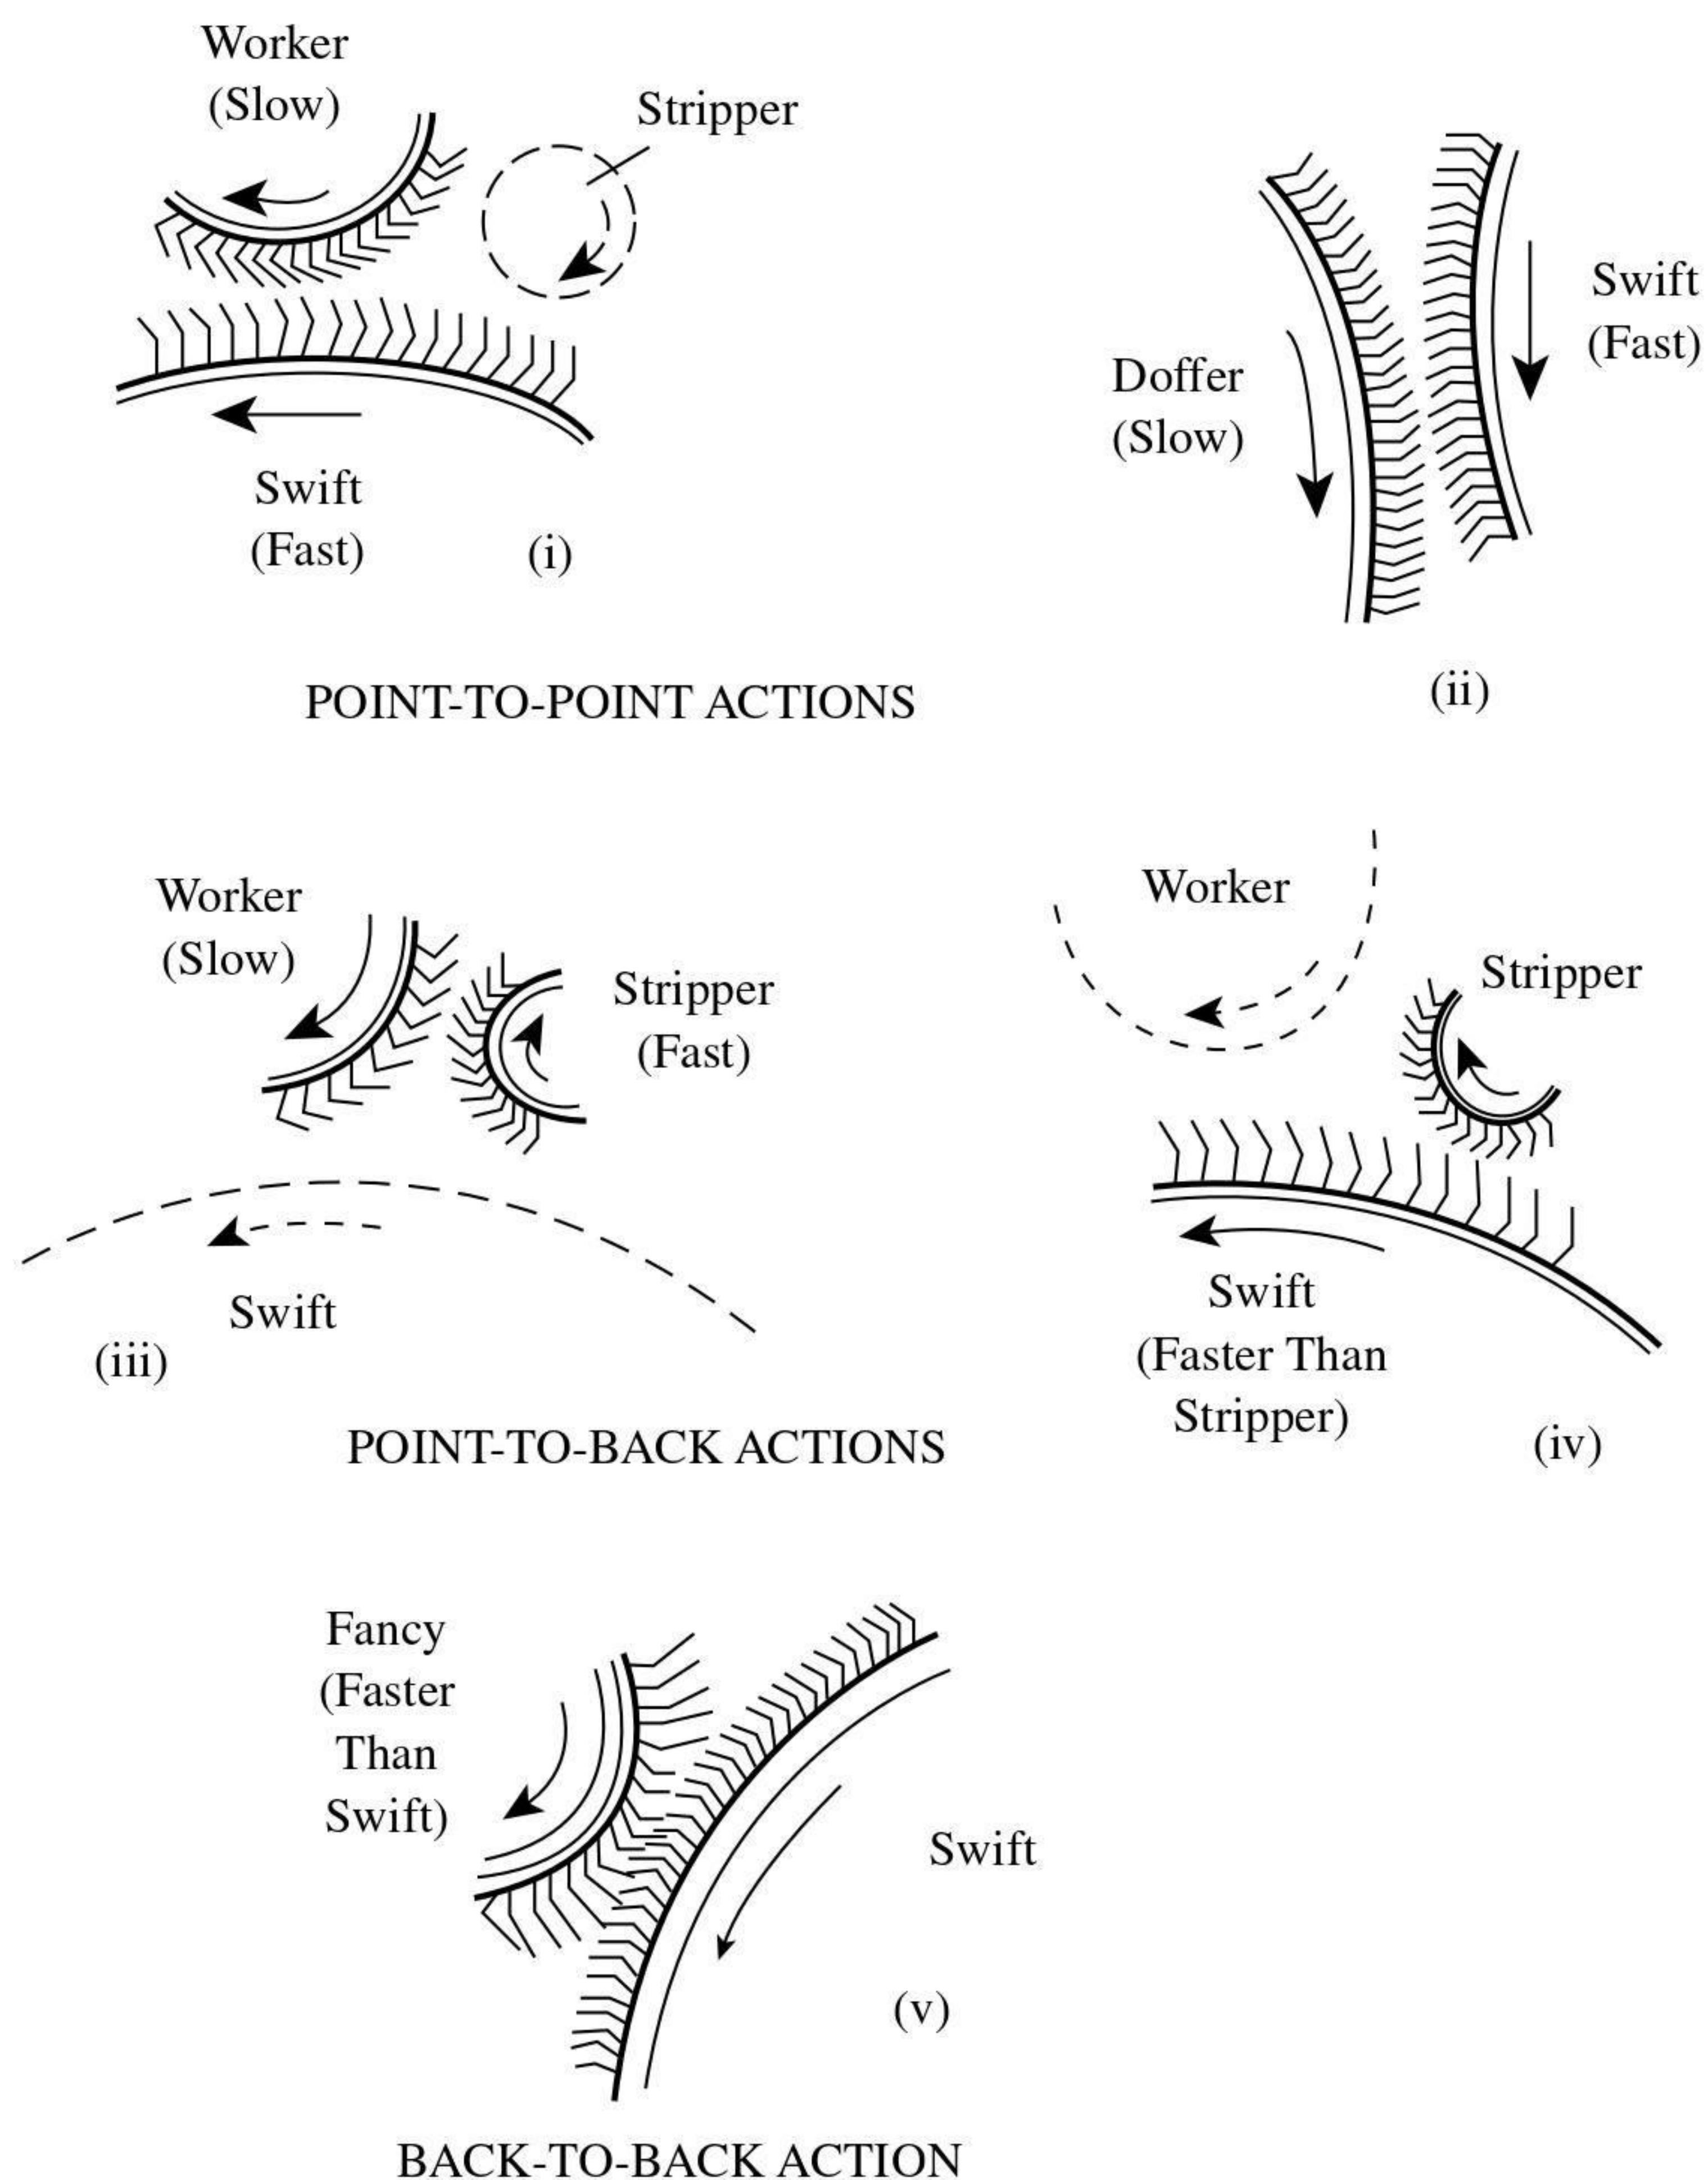 Worker
(Slow)
Stripper
Swift
(Fast)
(i)
Doffer
(Slow)
Swift
(Fast)
(ii)
POINT-TO-POINT ACTIONS
Worker
(Slow)
Stripper
(Fast)
Swift
(iii)
Worker
Stripper
Swift
(Faster Than
Stripper)
(iv)
POINT-TO-BACK ACTIONS
Fancy
(Faster
Than
Swift)
Swift
(v)
BACK-TO-BACK ACTION